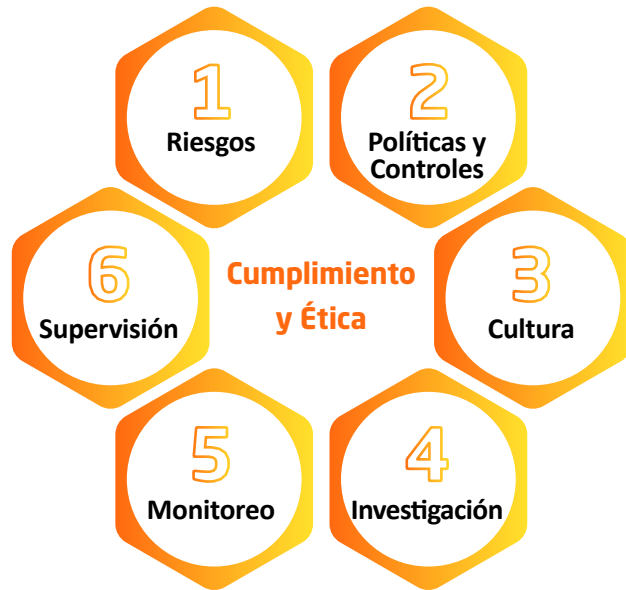 1
Riesgos
2
Políticas y
Controles
3
Cultura
4
Investigación
5
Monitoreo
6
Supervisión
Cumplimiento
y Ética